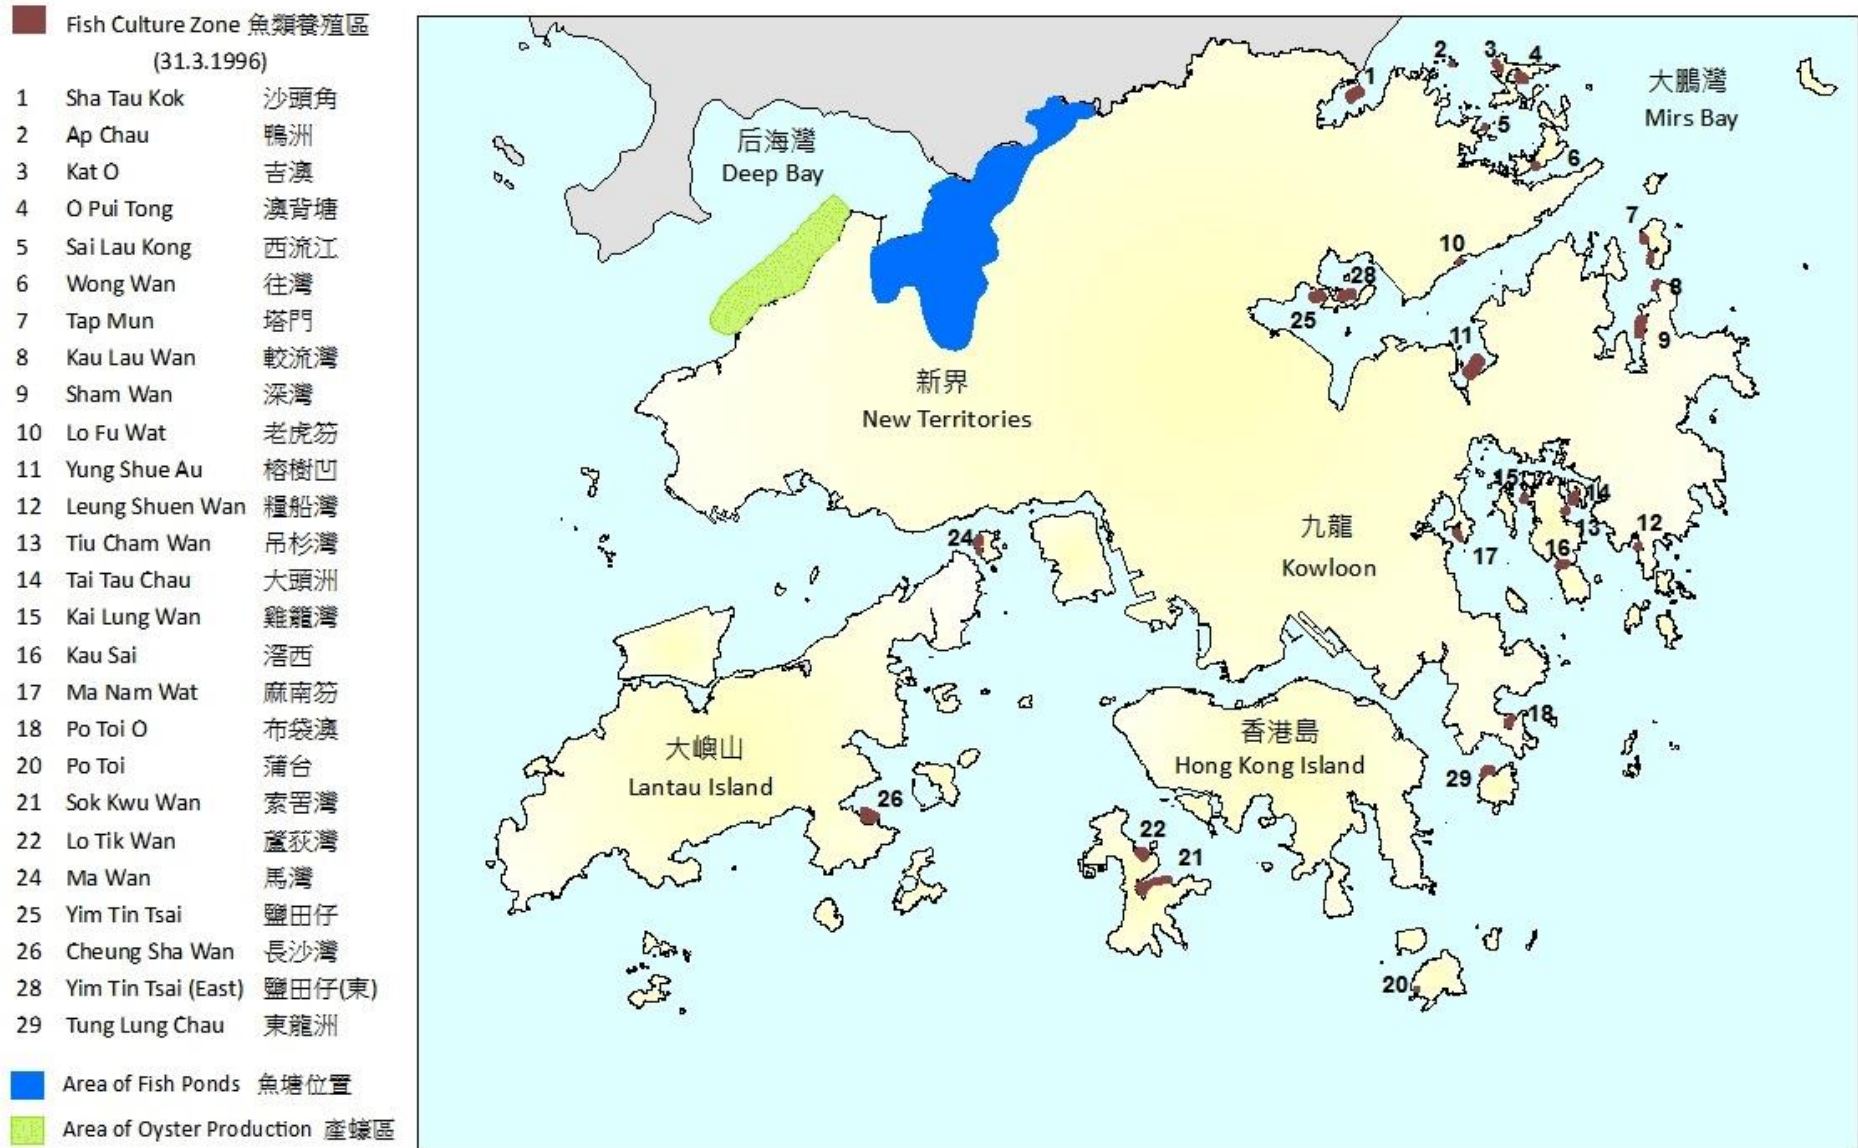 Fish Culture Zone 魚類養殖區
(31.3.1996)
1 Sha Tau Kok 沙頭角
2 Ap Chau 鴨洲
3 Kat O 吉澳
4 O Pui Tong 澳背塘
5 Sai Lau Kong 西流江
6 Wong Wan 往灣
7 Tap Mun 塔門
8 Kau Lau Wan 較流灣
9 Sham Wan 深灣
10 Lo Fu Wat 老虎笏
11 Yung Shue Au 榕樹凹
12 Leung Shuen Wan 糧船灣
13 Tiu Cham Wan 吊杉灣
14 Tai Tau Chau 大頭洲
15 Kai Lung Wan 雞籠灣
16 Kau Sai 滘西
17 Ma Nam Wat 麻南笏
18 Po Toi O 布袋澳
20 Po Toi 蒲台
21 Sok Kwu Wan 索罟灣
22 Lo Tik Wan 蘆荻灣
24 Ma Wan 馬灣
25 Yim Tin Tsai 鹽田仔
26 Cheung Sha Wan 長沙灣
28 Yim Tin Tsai (East) 鹽田仔(東)
29 Tung Lung Chau 東龍洲
Area of Fish Ponds 魚塘位置
Area of Oyster Production 產蠔區
2
3
4
1
大鵬灣
Mirs Bay
后海灣
Deep Bay
5
6
7
10
28
8
25
11
9
新界
New Territories
15
14
九龍
Kowloon
13
12
24
17
16
大嶼山
Lantau Island
香港島
Hong Kong Island
18
29
26
22
21
20